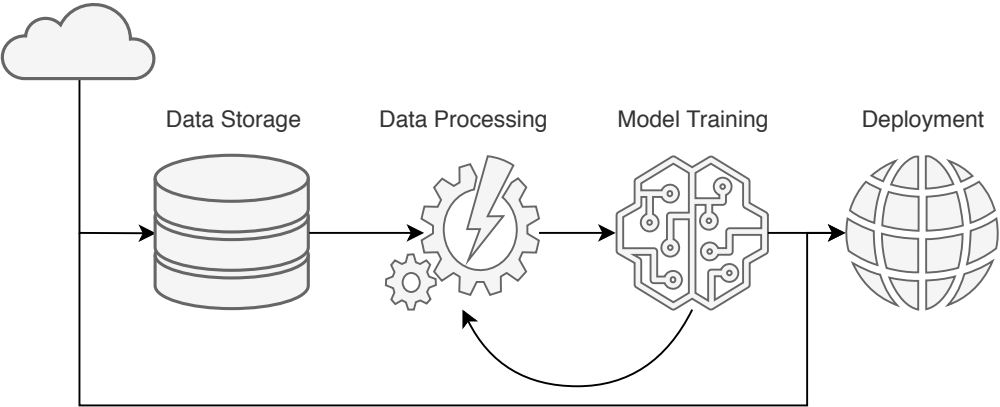 Data Storage
Data Processing
Model Training
Deployment